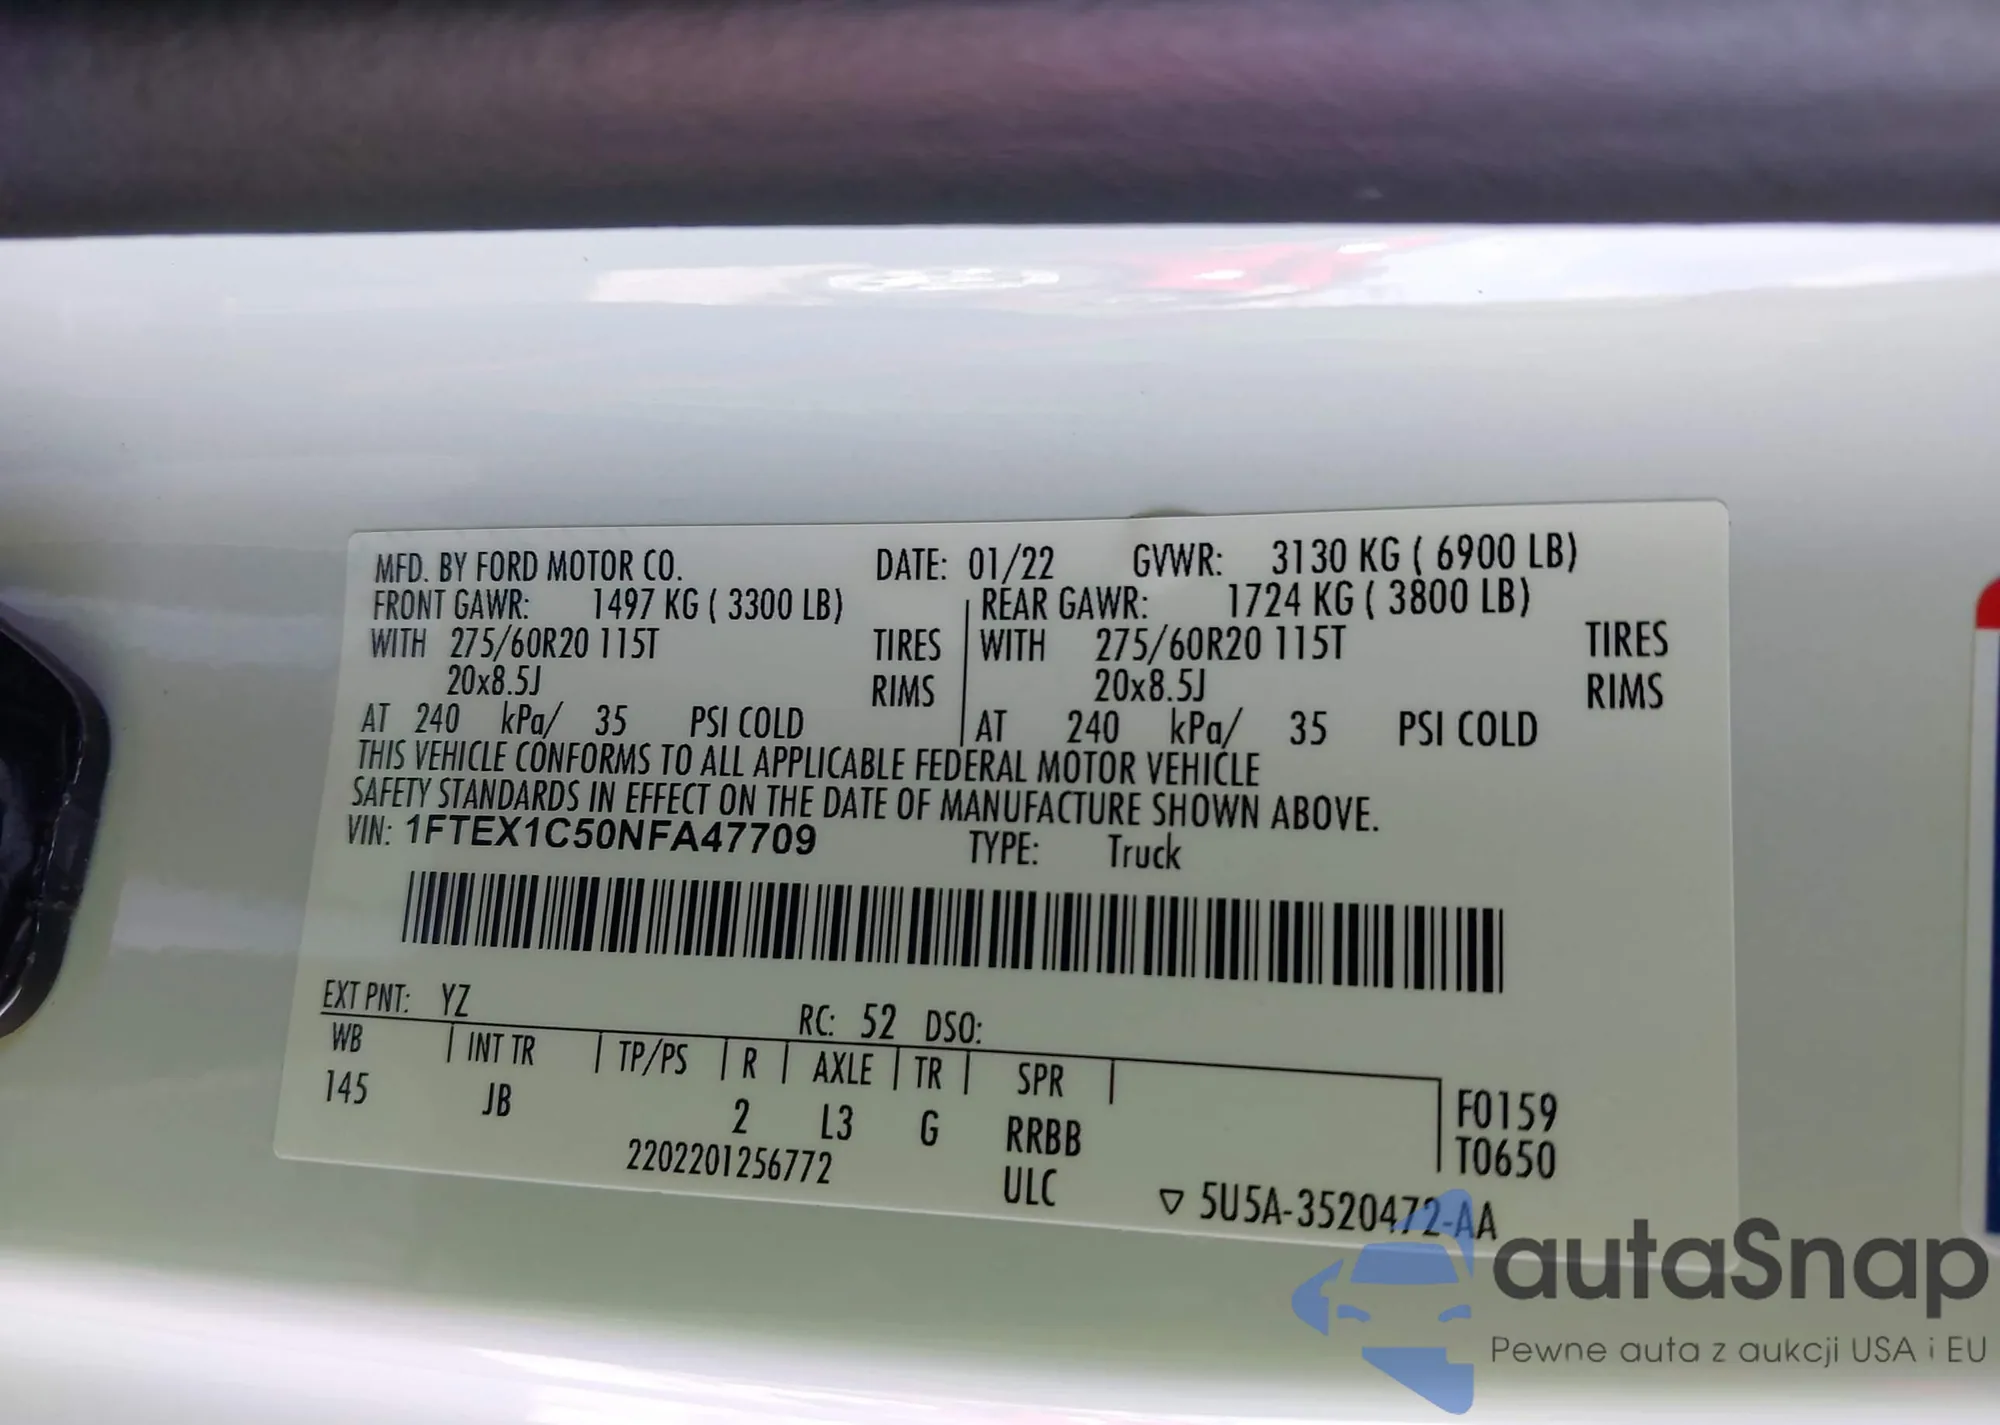 MFD. BY FORD MOTOR CO. DATE: 01/22 GVWR: 3130 KG ( 6900 LB)
FRONT GAWR: 1497 KG ( 3300 LB) REAR GAWR: 1724 KG ( 3800 LB)
WITH 275/60R20 115T TIRES WITH 275/60R20 115T TIRES
20x8.5J RIMS 20x8.5J RIMS
AT 240 kPa/ 35 PSI COLD AT 240 kPa/ 35 PSI COLD
THIS VEHICLE CONFORMS TO ALL APPLICABLE FEDERAL MOTOR VEHICLE
SAFETY STANDARDS IN EFFECT ON THE DATE OF MANUFACTURE SHOWN ABOVE.
VIN: 1FTEX1C50NFA47709 TYPE: Truck
EXT PNT: YZ RC: 52 DSO:
WB INT TR TP/PS R AXLE TR SPR
145 JB 2 L3 G RRBB F0159
2202201256772 ULC T0650
▽ 5U5A-3520472-AA
autaSnap
Pewne auta z aukcji USA i EU